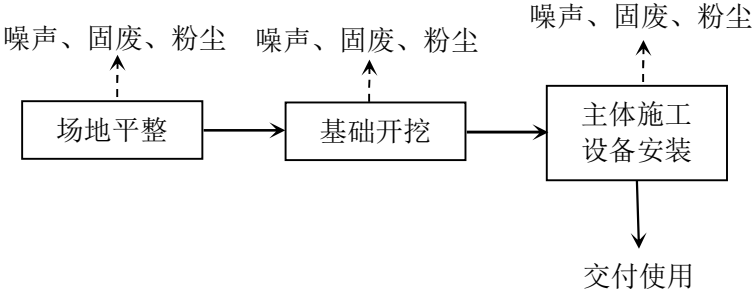 噪声、固废、粉尘
噪声、固废、粉尘
噪声、固废、粉尘
场地平整
基础开挖
主体施工
设备安装
交付使用